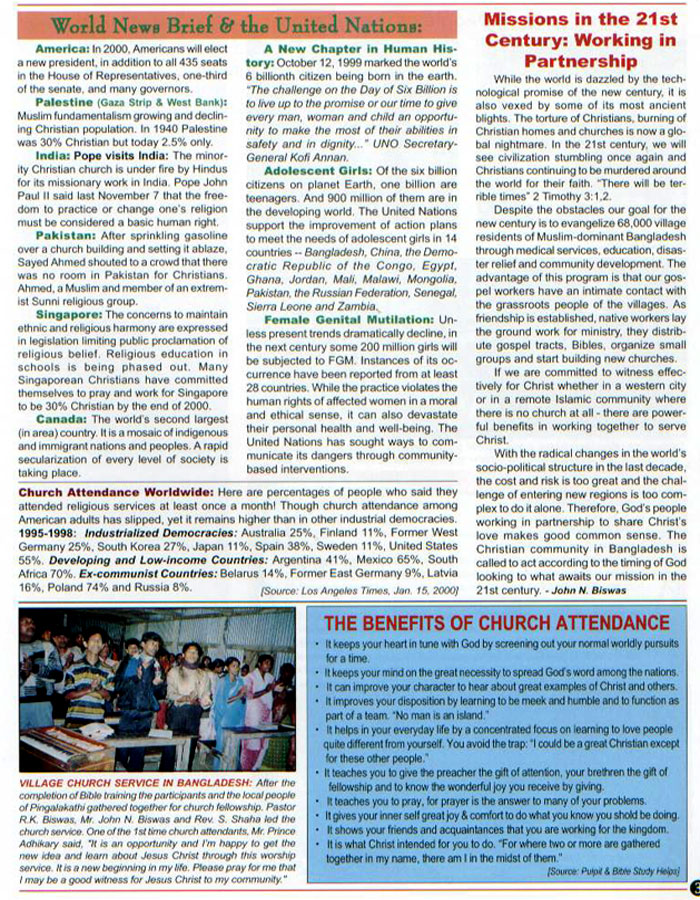 World News Brief & the United Nations:
America: In 2000, Americans will elect
a new president, in addition to all 435 seats
in the House of Representatives, one-third
of the senate, and many governors.
Palestine (Gaza Strip & West Bank):
Muslim fundamentalism growing and declin-
ing Christian population. In 1940 Palestine
was 30% Christian but today 2.5% only.
India: Pope visits India: The minor-
ity Christian church is under fire by Hindus
for its missionary work in India. Pope John
Paul II said last November 7 that the free-
dom to practice or change one's religion
must be considered a basic human right.
Pakistan: After sprinkling gasoline
over a church building and setting it ablaze,
Sayed Ahmed shouted to a crowd that there
was no room in Pakistan for Christians.
Ahmed, a Muslim and member of an extrem-
ist Sunni religious group.
Singapore: The concerns to maintain
ethnic and religious harmony are expressed
in legislation limiting public proclamation of
religious belief. Religious education in
schools is being phased out. Many
Singaporean Christians have committed
themselves to pray and work for Singapore
to be 30% Christian by the end of 2000.
Canada: The world's second largest
(in area) country. It is a mosaic of indigenous
and immigrant nations and peoples. A rapid
secularization of every level of society is
taking place.
A New Chapter in Human His-
tory: October 12, 1999 marked the world's
6 billionth citizen being born in the earth.
"The challenge on the Day of Six Billion is
to live up to the promise or our time to give
every man, woman and child an opportu-
nity to make the most of their abilities in
safety and in dignity..." UNO Secretary-
General Kofi Annan.
Adolescent Girls: Of the six billion
citizens on planet Earth, one billion are
teenagers. And 900 million of them are in
the developing world. The United Nations
support the improvement of action plans
to meet the needs of adolescent girls in 14
countries -- Bangladesh, China, the Demo-
cratic Republic of the Congo, Egypt,
Ghana, Jordan, Mali, Malawi, Mongolia,
Pakistan, the Russian Federation, Senegal,
Sierra Leone and Zambia.
Female Genital Mutilation: Un-
less present trends dramatically decline, in
the next century some 200 million girls will
be subjected to FGM. Instances of its oc-
currence have been reported from at least
28 countries. While the practice violates the
human rights of affected women in a moral
and ethical sense, it can also devastate
their personal health and well-being. The
United Nations has sought ways to com-
municate its dangers through community-
based interventions.
Church Attendance Worldwide: Here are percentages of people who said they
attended religious services at least once a month! Though church attendance among
American adults has slipped, yet it remains higher than in other industrial democracies.
1995-1998: Industrialized Democracies: Australia 25%, Finland 11%, Former West
Germany 25%, South Korea 27%, Japan 11%, Spain 38%, Sweden 11%, United States
55%. Developing and Low-income Countries: Argentina 41%, Mexico 65%, South
Africa 70%. Ex-communist Countries: Belarus 14%, Former East Germany 9%, Latvia
16%, Poland 74% and Russia 8%.
[Source: Los Angeles Times, Jan. 15, 2000]
Missions in the 21st
Century: Working in
Partnership
While the world is dazzled by the tech-
nological promise of the new century, it is
also vexed by some of its most ancient
blights. The torture of Christians, burning of
Christian homes and churches is now a glo-
bal nightmare. In the 21st century, we will
see civilization stumbling once again and
Christians continuing to be murdered around
the world for their faith. "There will be ter-
rible times" 2 Timothy 3:1,2.
Despite the obstacles our goal for the
new century is to evangelize 68,000 village
residents of Muslim-dominant Bangladesh
through medical services, education, disas-
ter relief and community development. The
advantage of this program is that our gos-
pel workers have an intimate contact with
the grassroots people of the villages. As
friendship is established, native workers lay
the ground work for ministry, they distrib-
ute gospel tracts, Bibles, organize small
groups and start building new churches.
If we are committed to witness effec-
tively for Christ whether in a western city
or in a remote Islamic community where
there is no church at all - there are power-
ful benefits in working together to serve
Christ.
With the radical changes in the world's
socio-political structure in the last decade,
the cost and risk is too great and the chal-
lenge of entering new regions is too com-
plex to do it alone. Therefore, God's people
working in partnership to share Christ's
love makes good common sense. The
Christian community in Bangladesh is
called to act according to the timing of God
looking to what awaits our mission in the
21st century. - John N. Biswas
VILLAGE CHURCH SERVICE IN BANGLADESH: After the
completion of Bible training the participants and the local people
of Pingalakathi gathered together for church fellowship. Pastor
R.K. Biswas, Mr. John N. Biswas and Rev. S. Shaha led the
church service. One of the 1st time church attendants, Mr. Prince
Adhikary said, "It is an opportunity and I'm happy to get the
new idea and learn about Jesus Christ through this worship
service. It is a new beginning in my life. Please pray for me that
I may be a good witness for Jesus Christ to my community."
THE BENEFITS OF CHURCH ATTENDANCE
· It keeps your heart in tune with God by screening out your normal worldly pursuits
for a time.
· It keeps your mind on the great necessity to spread God's word among the nations.
· It can improve your character to hear about great examples of Christ and others.
· It improves your disposition by learning to be meek and humble and to function as
part of a team. "No man is an island."
· It helps in your everyday life by a concentrated focus on learning to love people
quite different from yourself. You avoid the trap: "I could be a great Christian except
for these other people."
· It teaches you to give the preacher the gift of attention, your brethren the gift of
fellowship and to know the wonderful joy you receive by giving.
· It teaches you to pray, for prayer is the answer to many of your problems.
· It gives your inner self great joy & comfort to do what you know you shold be doing.
· It shows your friends and acquaintances that you are working for the kingdom.
· It is what Christ intended for you to do. "For where two or more are gathered
together in my name, there am I in the midst of them."
[Source: Pulpit & Bible Study Helps]